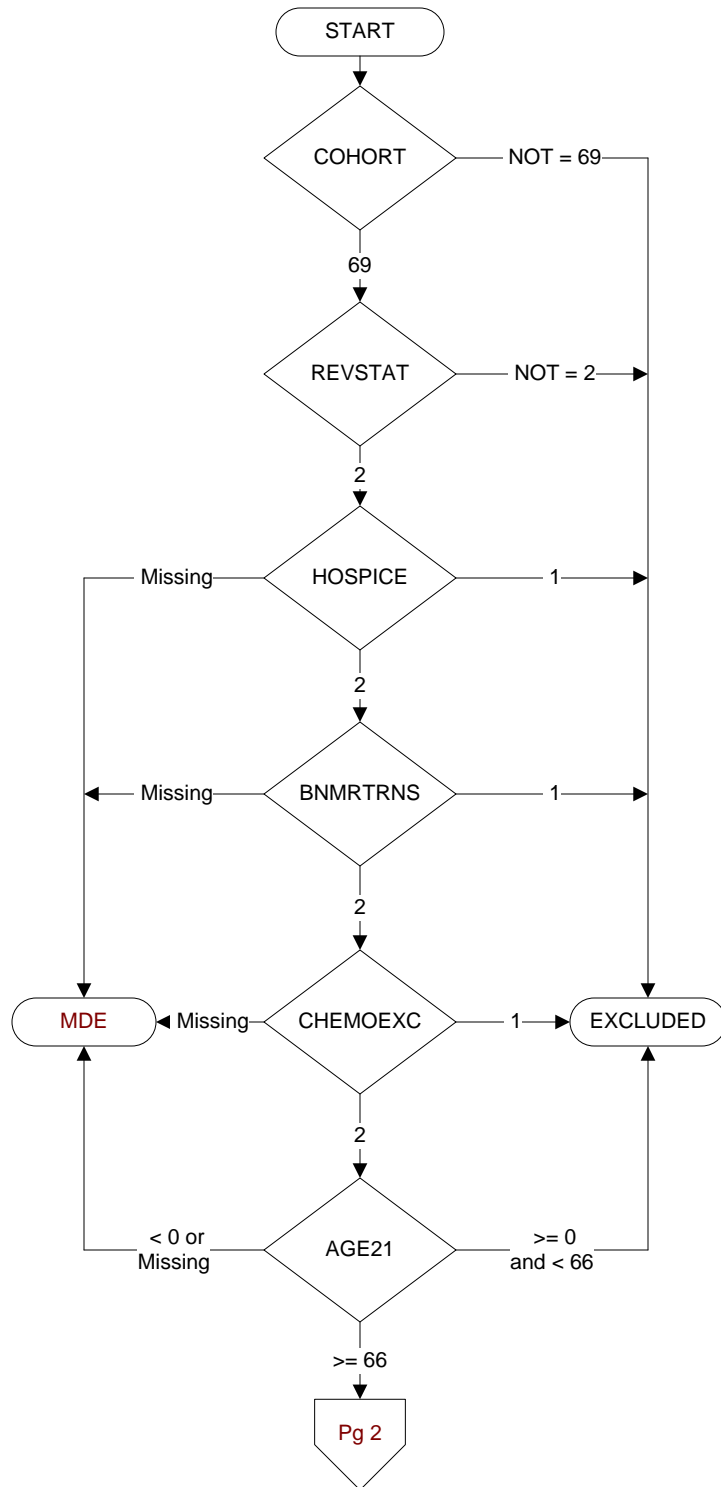 START
COHORT
NOT = 69
69
REVSTAT
NOT = 2
2
Missing
HOSPICE
1
2
Missing
BNMRTRNS
1
2
MDE
Missing
CHEMOEXC
1
EXCLUDED
2
< 0 or
Missing
AGE21
>= 0
and < 66
>= 66
Pg 2